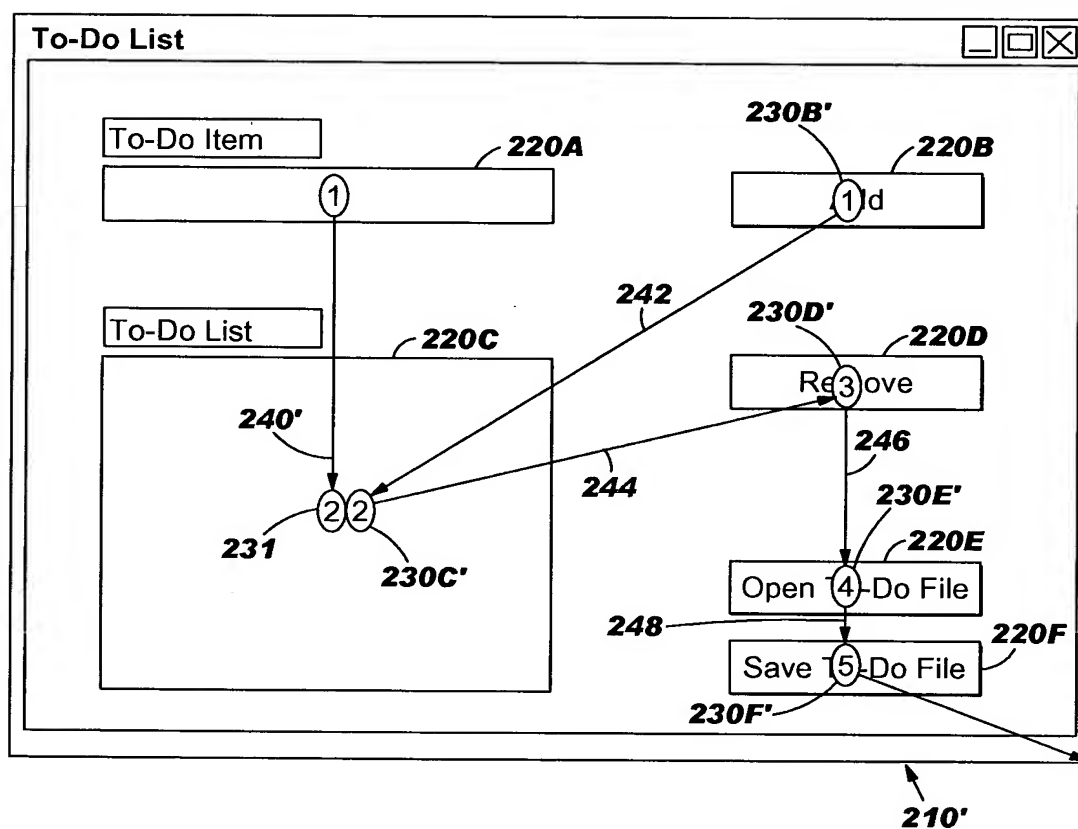 To-Do List
230B'
To-Do Item
220A
220B
1
1
dd
242
230D'
To-Do List
220C
220D
Re 3 ove
240'
246
244
230E'
2 2
231
220E
230C'
Open T 4 -Do File
248
220F
Save T 5 -Do File
230F'
210'